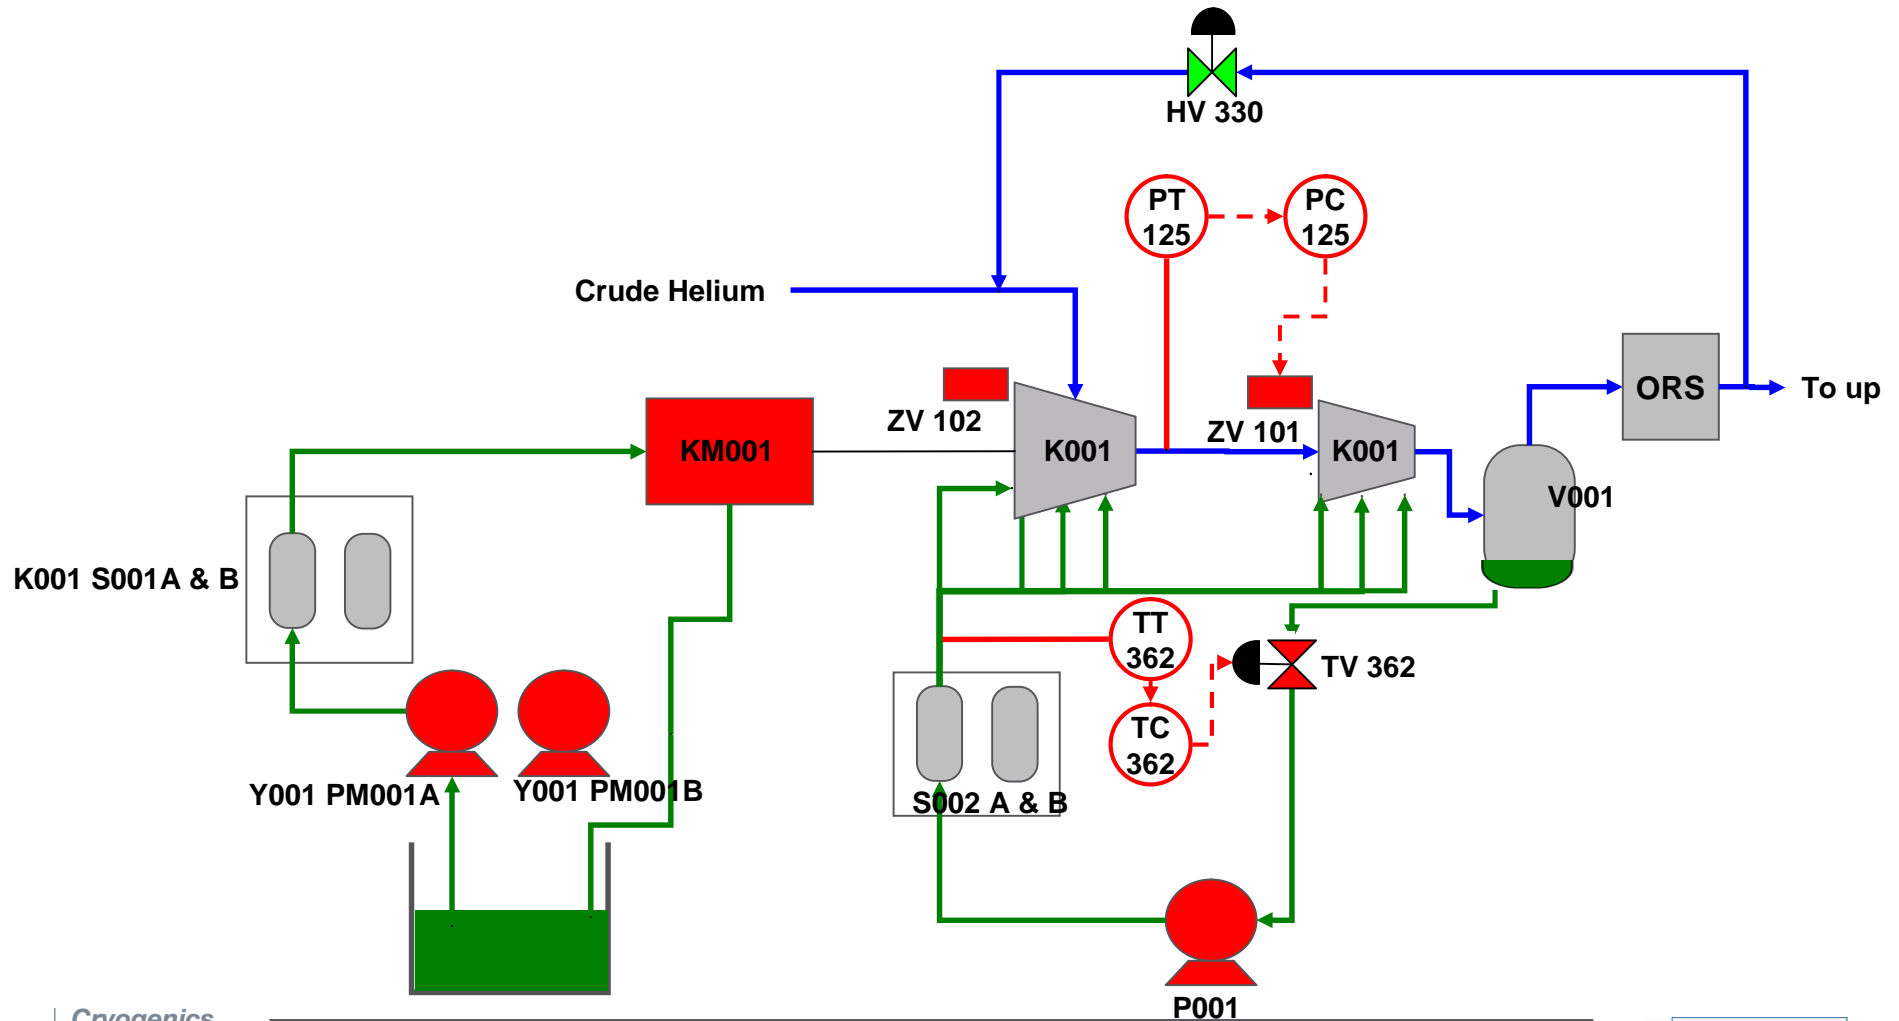 HV 330
PT
125
PC
125
Crude Helium
ORS
To up
ZV 102
ZV 101
KM001
K001
K001
V001
K001 S001A & B
TT
362
TV 362
TC
362
Y001 PM001A
Y001 PM001B
S002 A & B
P001
Cryogenics